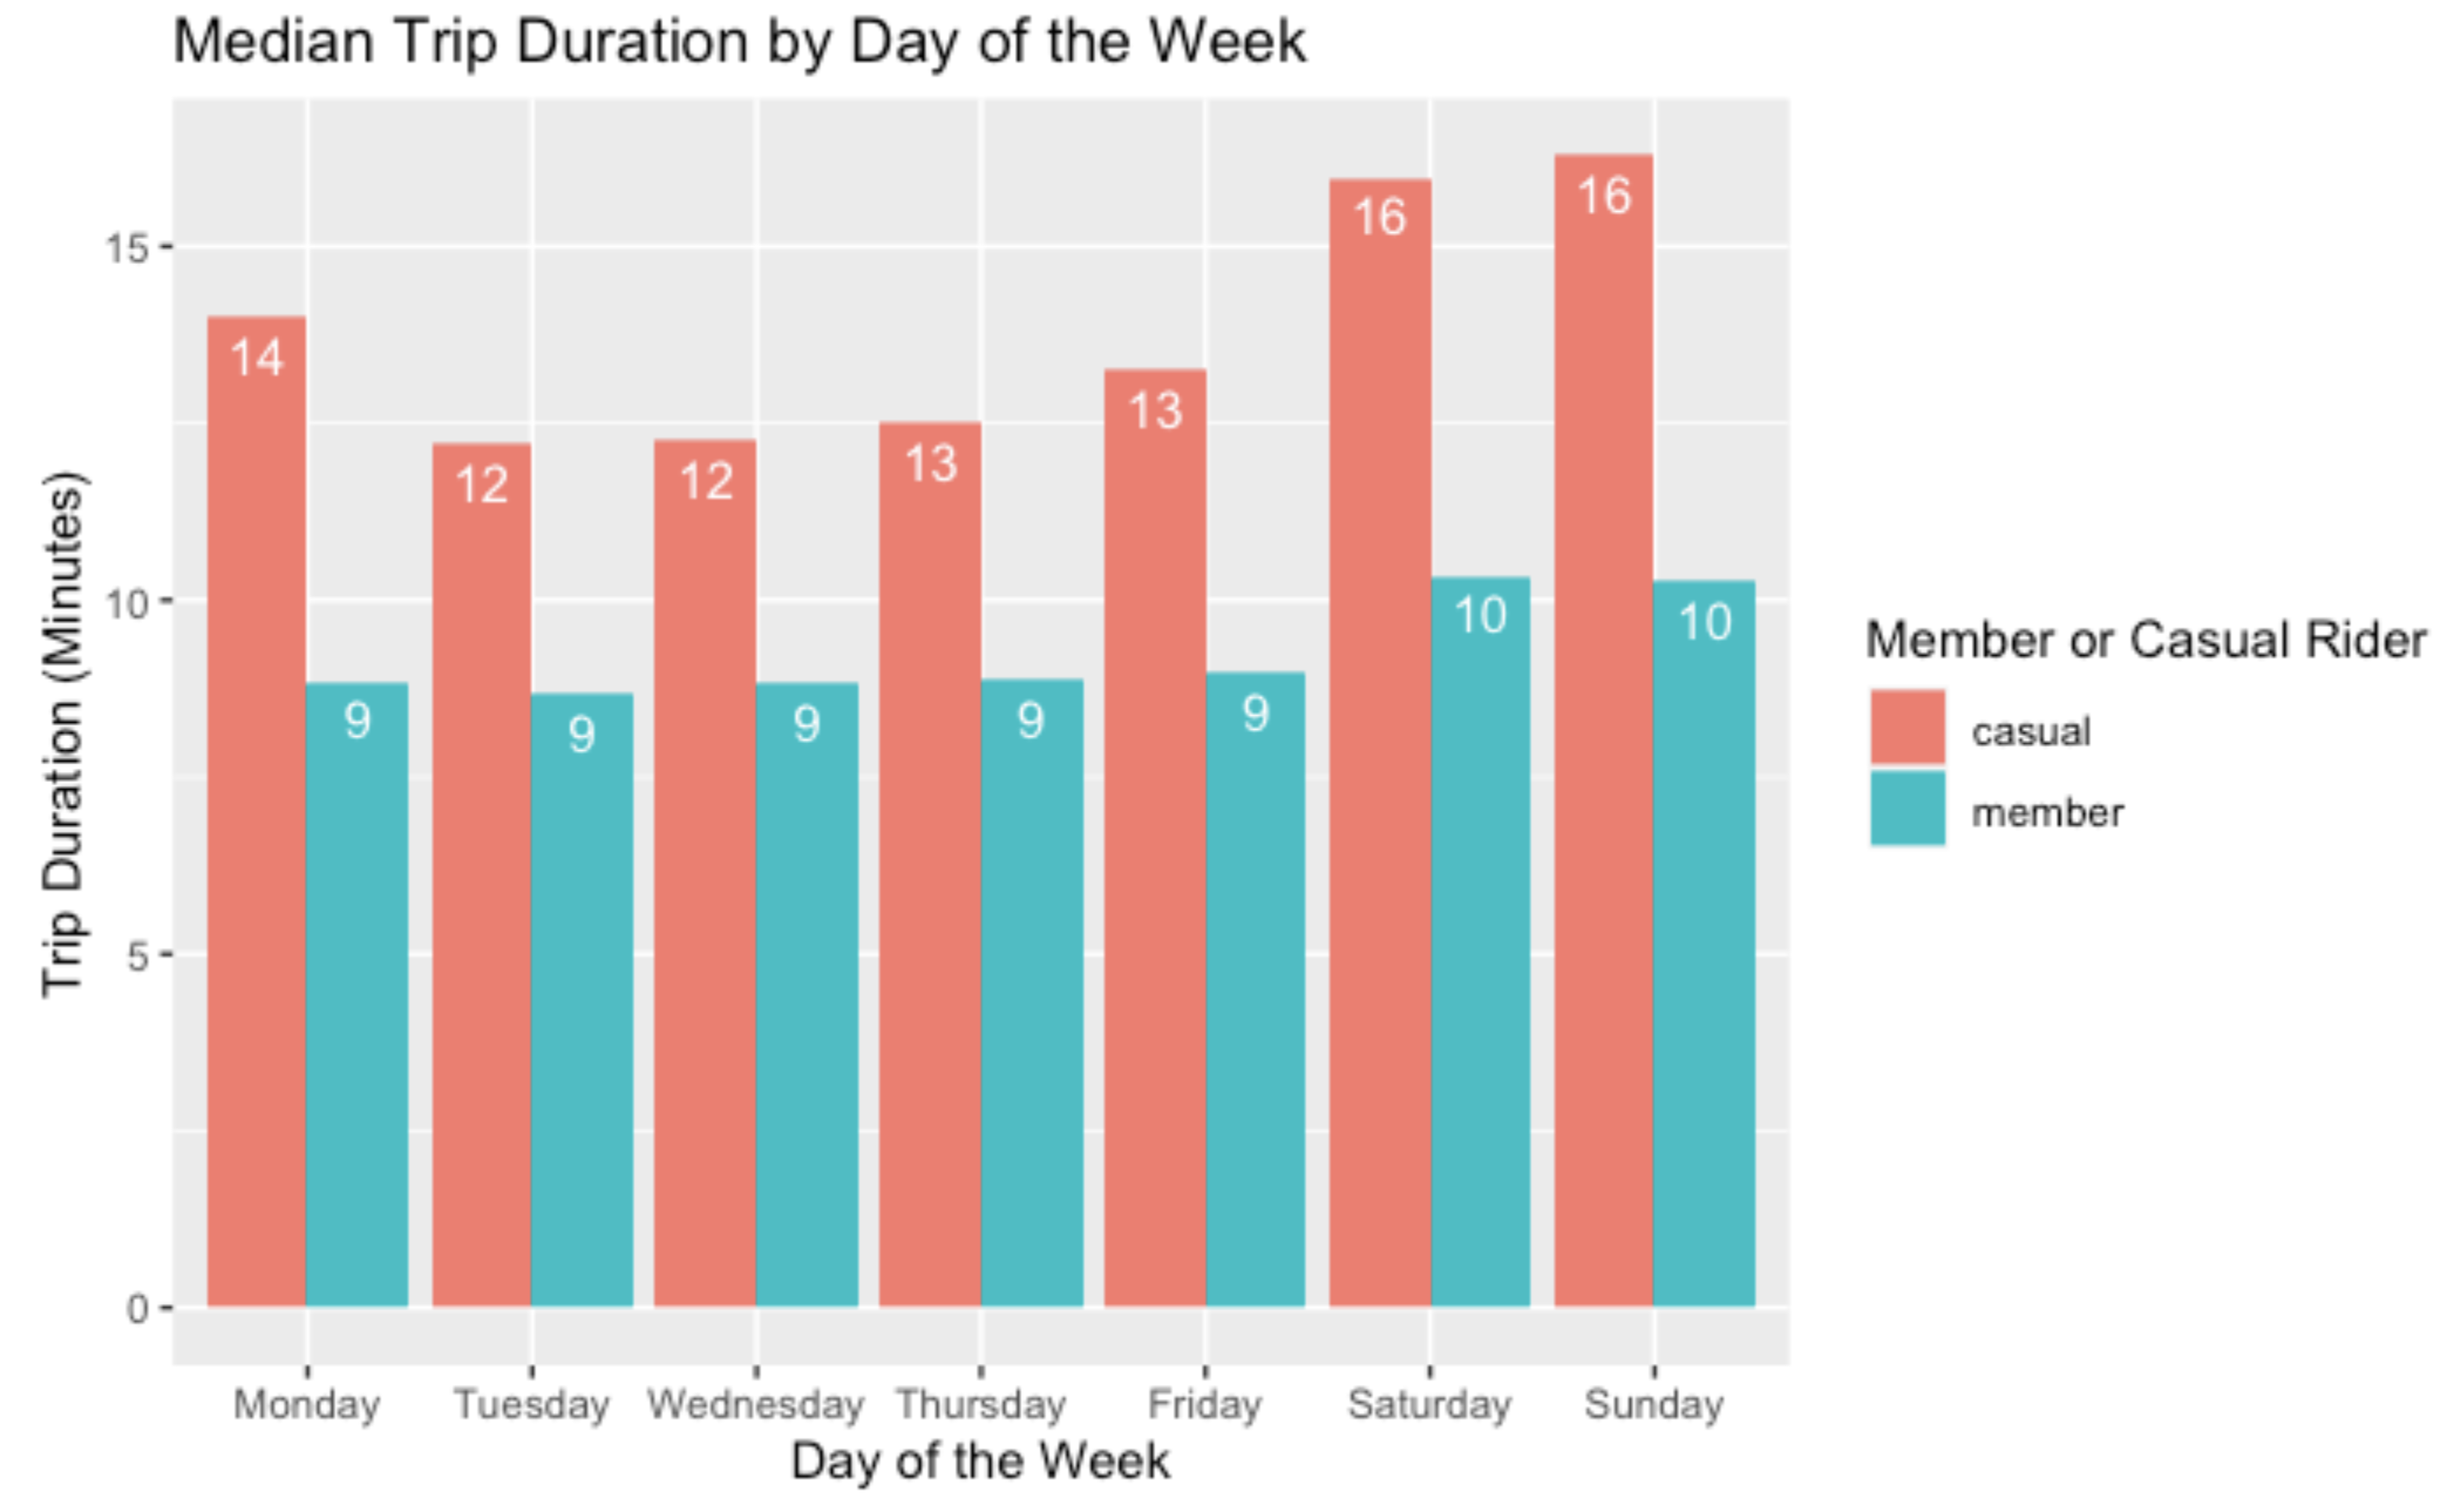 Median Trip Duration by Day of the Week
Trip Duration (Minutes)
15
10
5
0
14
9
12
9
12
9
13
9
13
9
16
10
16
10
Monday Tuesday Wednesday Thursday Friday Saturday Sunday
Day of the Week
Member or Casual Rider
casual
member